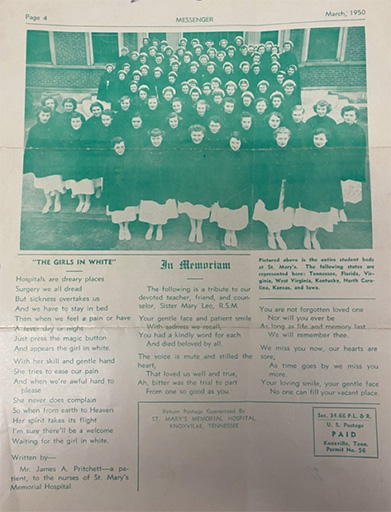 Page 4
MESSENGER
March, 1950
"THE GIRLS IN WHITE"
Hospitals are dreary places
Surgery we all dread
But sickness overtakes us
And we have to stay in bed
Then when we feel a pain or have
A fever day or night
Just press the magic button
And appears the girl in white.
With her skill and gentle hand
She tries to ease our pain
And when we're awful hard to
please
She never does complain
So when from earth to Heaven
Her spirit takes its flight
I'm sure there'll be a welcome
Waiting for the girl in white.
Written by—
Mr. James A. Pritchett—a pa-
tient, to the nurses of St. Mary's
Memorial Hospital.
In Memoriam
The following is a tribute to our
devoted teacher, friend, and coun-
selor, Sister Mary Leo, R.S.M.
Your gentle face and patient smile
With sadness we recall,
You had a kindly word for each
And died beloved by all.
The voice is mute and stilled the
heart,
That loved us well and true,
Ah, bitter was the trial to part
From one so good as you.
Pictured above is the entire student body
at St. Mary's. The following states are
represented here: Tennessee, Florida, Vir-
ginia, West Virginia, Kentucky, North Caro-
lina, Kansas, and Iowa.
You are not forgotten loved one
Nor will you ever be
As long as life and memory last
We will remember thee.
We miss you now, our hearts are
sore,
As time goes by we miss you
more.
Your loving smile, your gentle face
No one can fill your vacant place.
Return Postage Guaranteed By
ST. MARY'S MEMORIAL HOSPITAL
KNOXVILLE, TENNESSEE
Sec. 34.66 P.L. & R.
U. S. Postage
PAID
Knoxville, Tenn.
Permit No. 56